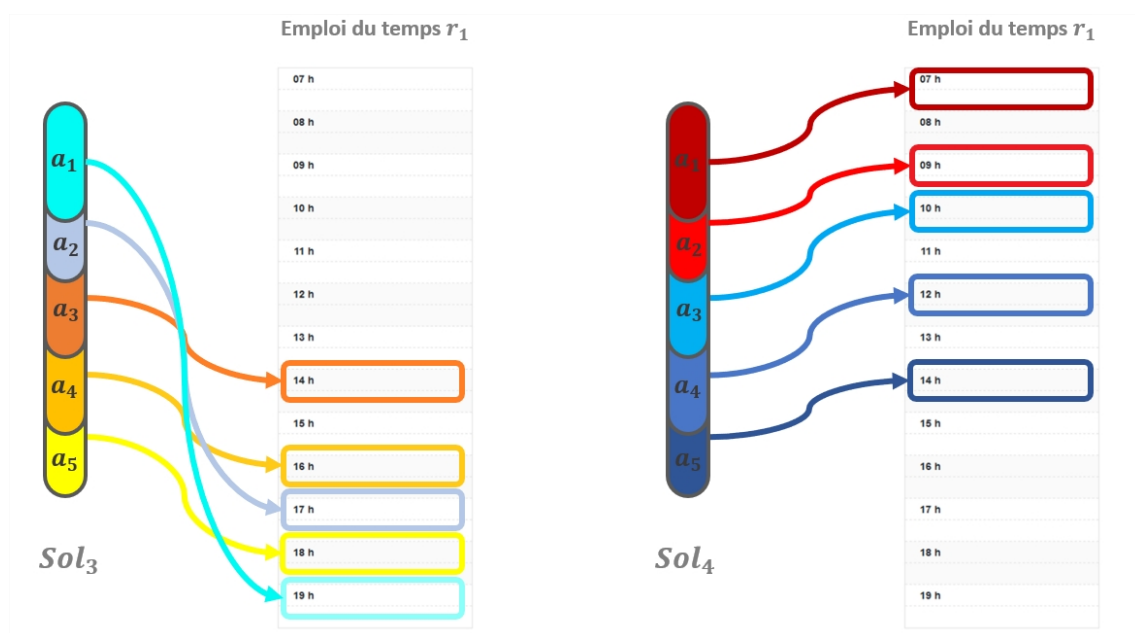 Emploi du temps r₁
07 h
08 h
09 h
10 h
11 h
12 h
13 h
14 h
15 h
16 h
17 h
18 h
19 h
a₁
a₂
a₃
a₄
a₅
Sol₃
Emploi du temps r₁
07 h
08 h
09 h
10 h
11 h
12 h
13 h
14 h
15 h
16 h
17 h
18 h
19 h
a₁
a₂
a₃
a₄
a₅
Sol₄